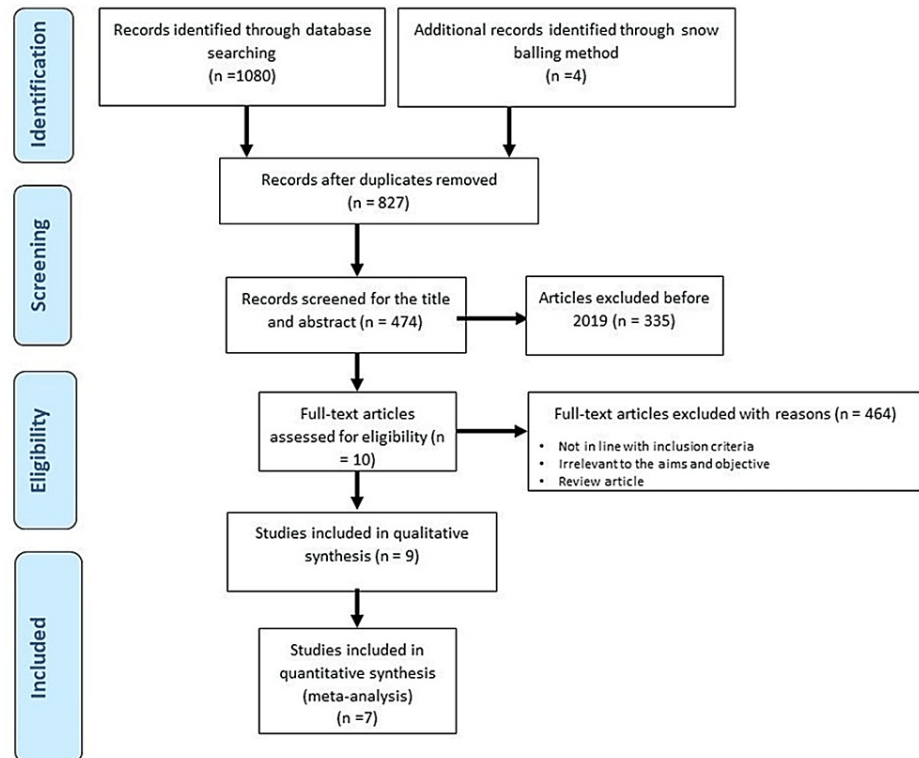 Identification
Records identified through database
searching
(n =1080)
Additional records identified through snow
balling method
(n =4)
Records after duplicates removed
(n = 827)
Screening
Records screened for the title
and abstract (n = 474)
Articles excluded before
2019 (n = 335)
Eligibility
Full-text articles
assessed for eligibility (n
= 10)
Full-text articles excluded with reasons (n = 464)
• Not in line with inclusion criteria
• Irrelevant to the aims and objective
• Review article
Studies included in qualitative
synthesis (n = 9)
Included
Studies included in
quantitative synthesis
(meta-analysis)
(n =7)